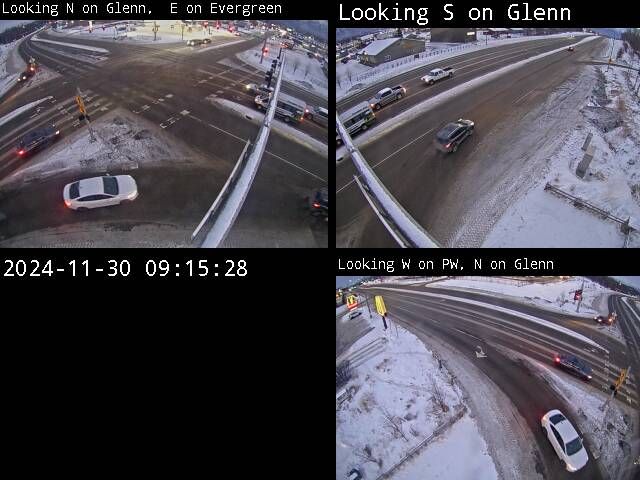 Looking N on Glenn,  E on Evergreen
Looking S on Glenn
2024-11-30 09:15:28
Looking W on PW, N on Glenn